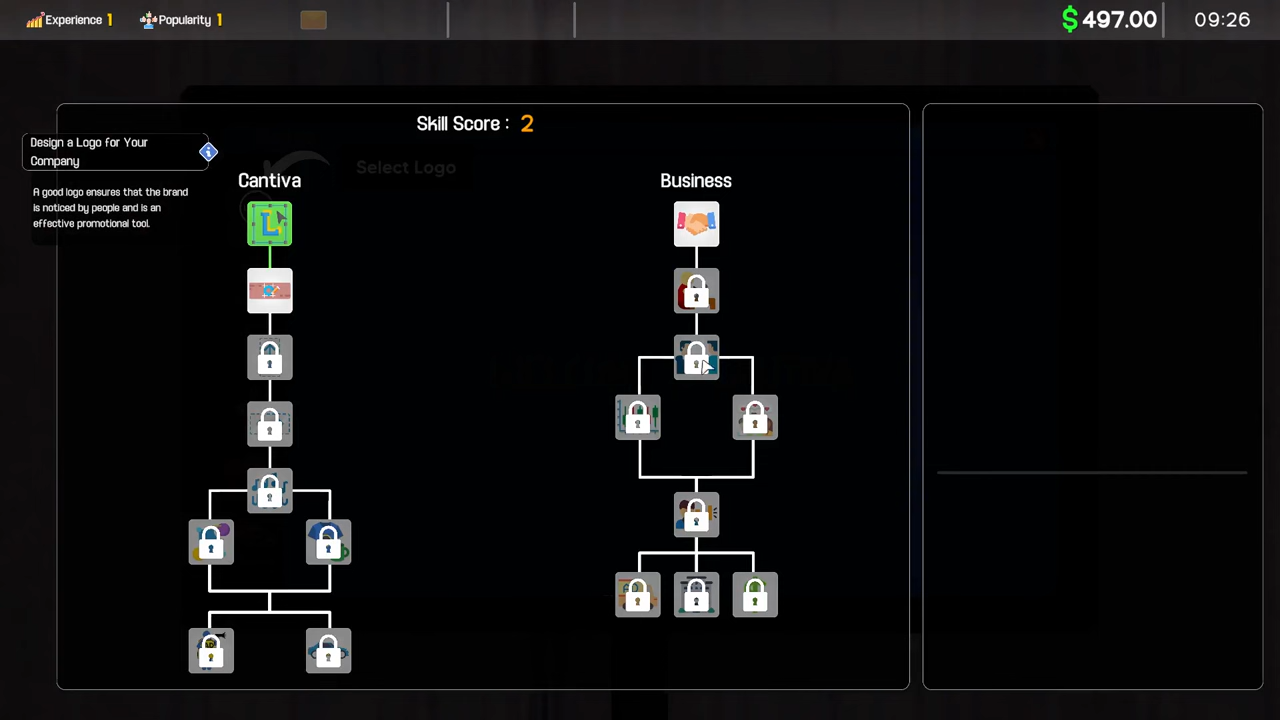 Experience 1
Popularity 1
$ 497.00
09:26
Skill Score : 2
Design a Logo for Your
Company
A good logo ensures that the brand
is noticed by people and is an
effective promotional tool.
Select Logo
Cantiva
Business